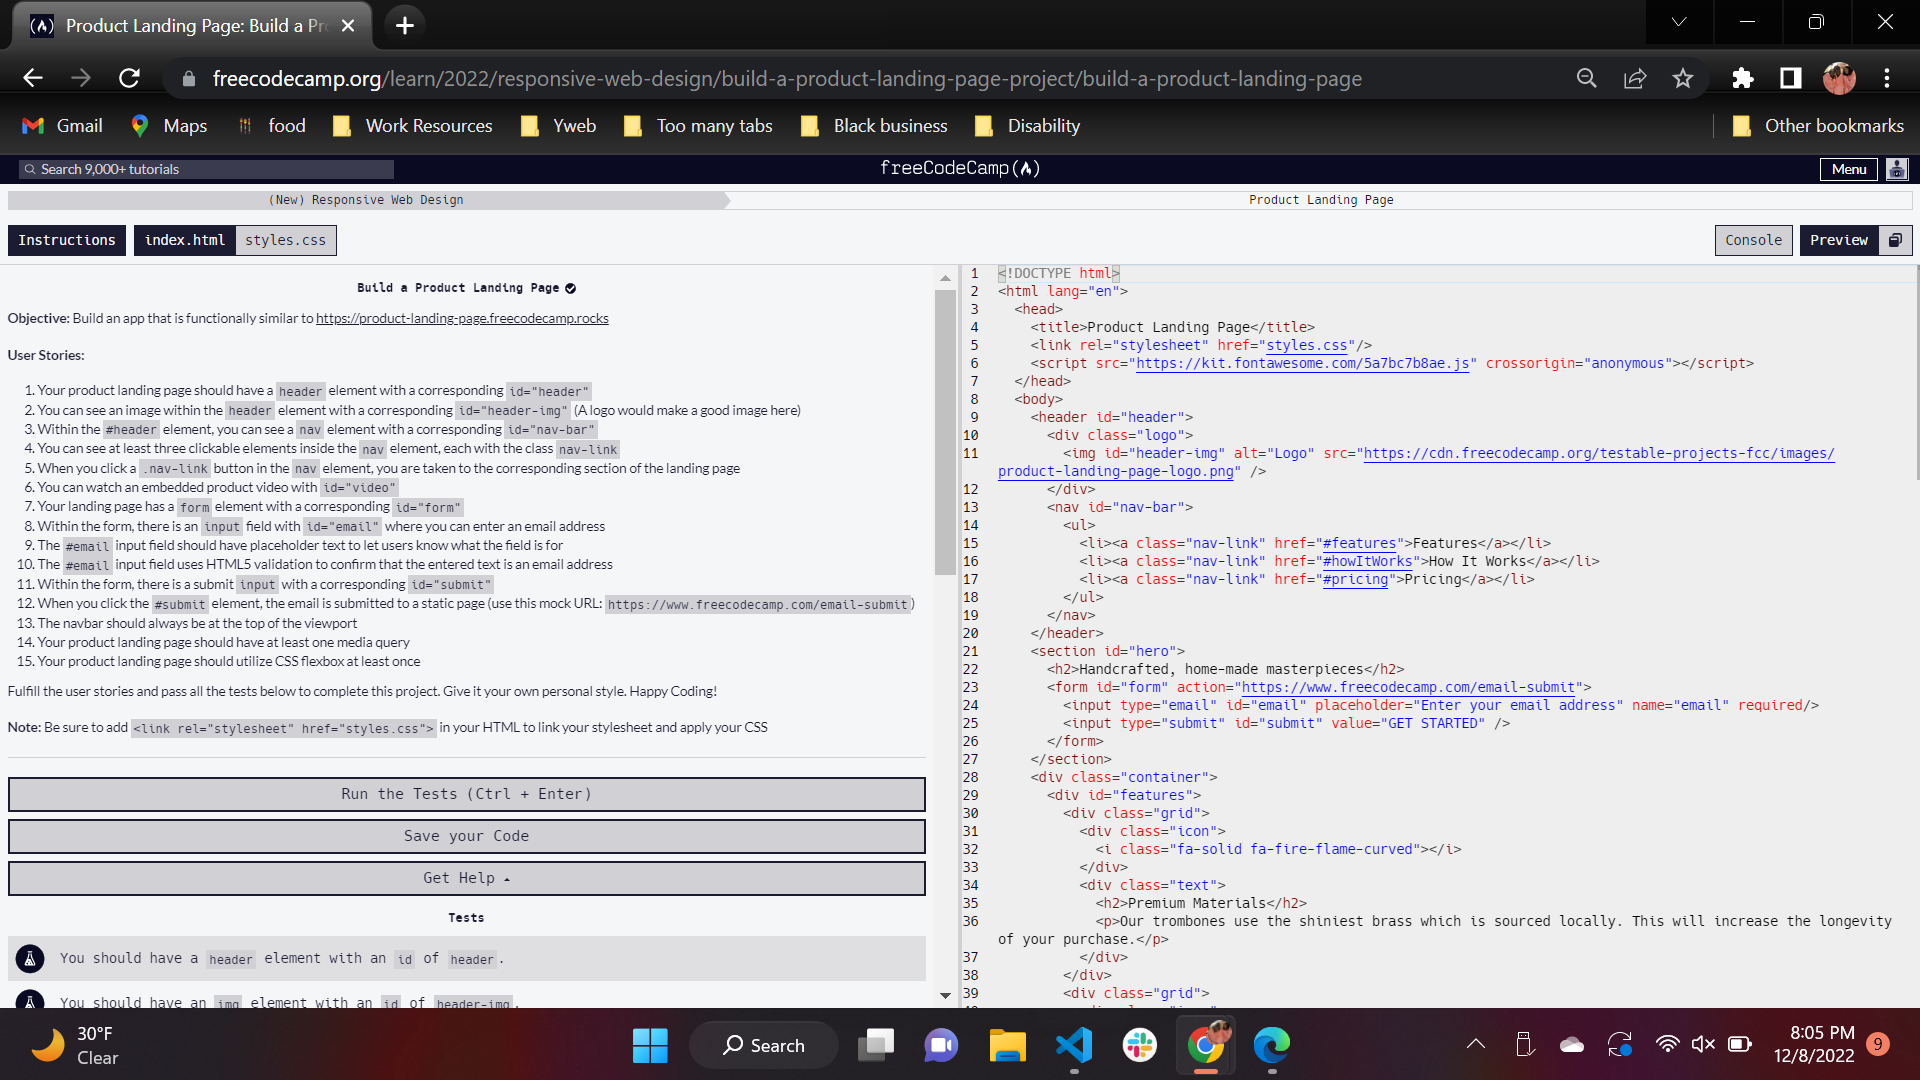 Product Landing Page: Build a Pr
freecodecamp.org/learn/2022/responsive-web-design/build-a-product-landing-page-project/build-a-product-landing-page
Gmail Maps food Work Resources Yweb Too many tabs Black business Disability Other bookmarks
Search 9,000+ tutorials freeCodeCamp(🔥) Menu
(New) Responsive Web Design Product Landing Page
Instructions index.html styles.css Console Preview
Build a Product Landing Page
Objective: Build an app that is functionally similar to https://product-landing-page.freecodecamp.rocks
User Stories:
1. Your product landing page should have a header element with a corresponding id="header"
2. You can see an image within the header element with a corresponding id="header-img" (A logo would make a good image here)
3. Within the #header element, you can see a nav element with a corresponding id="nav-bar"
4. You can see at least three clickable elements inside the nav element, each with the class nav-link
5. When you click a .nav-link button in the nav element, you are taken to the corresponding section of the landing page
6. You can watch an embedded product video with id="video"
7. Your landing page has a form element with a corresponding id="form"
8. Within the form, there is an input field with id="email" where you can enter an email address
9. The #email input field should have placeholder text to let users know what the field is for
10. The #email input field uses HTML5 validation to confirm that the entered text is an email address
11. Within the form, there is a submit input with a corresponding id="submit"
12. When you click the #submit element, the email is submitted to a static page (use this mock URL: https://www.freecodecamp.com/email-submit)
13. The navbar should always be at the top of the viewport
14. Your product landing page should have at least one media query
15. Your product landing page should utilize CSS flexbox at least once
Fulfill the user stories and pass all the tests below to complete this project. Give it your own personal style. Happy Coding!
Note: Be sure to add <link rel="stylesheet" href="styles.css"> in your HTML to link your stylesheet and apply your CSS
Run the Tests (Ctrl + Enter)
Save your Code
Get Help
Tests
You should have a header element with an id of header.
You should have an img element with an id of header-img.
1 <!DOCTYPE html>
2 <html lang="en">
3 <head>
4 <title>Product Landing Page</title>
5 <link rel="stylesheet" href="styles.css"/>
6 <script src="https://kit.fontawesome.com/5a7bc7b8ae.js" crossorigin="anonymous"></script>
7 </head>
8 <body>
9 <header id="header">
10 <div class="logo">
11 <img id="header-img" alt="Logo" src="https://cdn.freecodecamp.org/testable-projects-fcc/images/
product-landing-page-logo.png" />
12 </div>
13 <nav id="nav-bar">
14 <ul>
15 <li><a class="nav-link" href="#features">Features</a></li>
16 <li><a class="nav-link" href="#howItWorks">How It Works</a></li>
17 <li><a class="nav-link" href="#pricing">Pricing</a></li>
18 </ul>
19 </nav>
20 </header>
21 <section id="hero">
22 <h2>Handcrafted, home-made masterpieces</h2>
23 <form id="form" action="https://www.freecodecamp.com/email-submit">
24 <input type="email" id="email" placeholder="Enter your email address" name="email" required/>
25 <input type="submit" id="submit" value="GET STARTED" />
26 </form>
27 </section>
28 <div class="container">
29 <div id="features">
30 <div class="grid">
31 <div class="icon">
32 <i class="fa-solid fa-fire-flame-curved"></i>
33 </div>
34 <div class="text">
35 <h2>Premium Materials</h2>
36 <p>Our trombones use the shiniest brass which is sourced locally. This will increase the longevity
of your purchase.</p>
37 </div>
38 </div>
39 <div class="grid">
30°F
Clear
Search
8:05 PM
12/8/2022
9